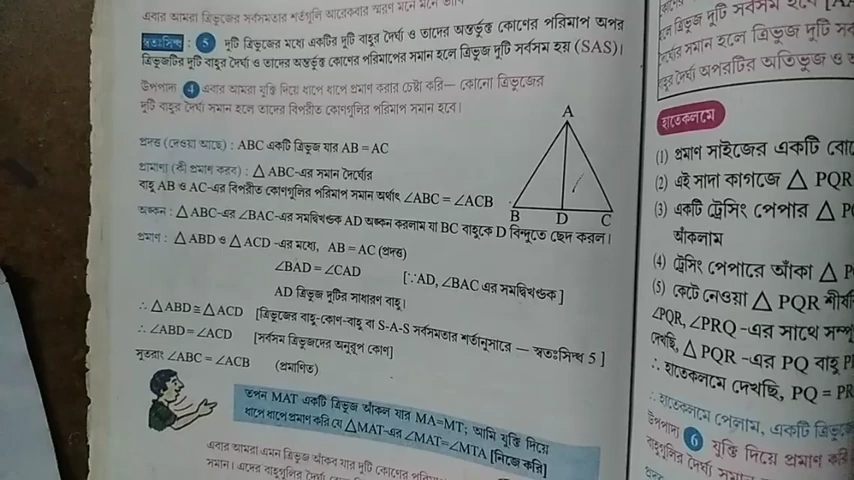 এবার আমরা ত্রিভুজের সর্বসমতার শর্তগুলি আরেকবার স্মরণ
স্বতঃসিদ্ধ : 5 দুটি ত্রিভুজের মধ্যে একটির দুটি বাহুর দৈর্ঘ্য ও তাদের অন্তর্ভুক্ত কোণের পরিমাপ অপর
ত্রিভুজটির দুটি বাহুর দৈর্ঘ্য ও তাদের অন্তর্ভুক্ত কোণের পরিমাপের সমান হলে ত্রিভুজ দুটি সর্বসম হয় (SAS)।
উপপাদ্য 4 এবার আমরা যুক্তি দিয়ে ধাপে ধাপে প্রমাণ করার চেষ্টা করি— কোনো ত্রিভুজের
দুটি বাহুর দৈর্ঘ্য সমান হলে তাদের বিপরীত কোণগুলির পরিমাপ সমান হবে।
প্রদত্ত (দেওয়া আছে) : ABC একটি ত্রিভুজ যার AB = AC
প্রামাণ্য (কী প্রমাণ করব) : △ ABC-এর সমান দৈর্ঘ্যের
বাহু AB ও AC-এর বিপরীত কোণগুলির পরিমাপ সমান অর্থাৎ ∠ABC = ∠ACB
A
B D C
অঙ্কন : △ ABC-এর ∠BAC-এর সমদ্বিখণ্ডক AD অঙ্কন করলাম যা BC বাহুকে D বিন্দুতে ছেদ করল।
প্রমাণ : △ ABD ও △ ACD -এর মধ্যে, AB = AC (প্রদত্ত)
∠BAD = ∠CAD [∵AD, ∠BAC এর সমদ্বিখণ্ডক]
AD ত্রিভুজ দুটির সাধারণ বাহু।
∴ △ABD ≅ △ACD [ত্রিভুজের বাহু-কোণ-বাহু বা S-A-S সর্বসমতার শর্তানুসারে — স্বতঃসিদ্ধ 5]
∴ ∠ABD = ∠ACD [সর্বসম ত্রিভুজদের অনুরূপ কোণ]
সুতরাং ∠ABC = ∠ACB (প্রমাণিত)
তপন MAT একটি ত্রিভুজ আঁকল যার MA=MT; আমি যুক্তি দিয়ে
ধাপে ধাপে প্রমাণ করি যে △MAT-এর ∠MAT=∠MTA [নিজে করি]
এবার আমরা এমন ত্রিভুজ আঁকব যার দুটি কোণের
সমান। এদের বাহুগুলির দৈর্ঘ্য
ত্রিভুজ দুটি সর্বসম হবে
দৈর্ঘ্যের সমান হলে ত্রিভুজ দুটি
বাহুর দৈর্ঘ্য অপরটির অতিভুজ ও
হাতেকলমে
(1) প্রমাণ সাইজের একটি
(2) এই সাদা কাগজে △ PQR
(3) একটি ট্রেসিং পেপার △
আঁকলাম
(4) ট্রেসিং পেপারে আঁকা △
(5) কেটে নেওয়া △ PQR
∠PQR, ∠PRQ-এর সাথে
দেখছি, △ PQR -এর PQ বাহু
∴ হাতেকলমে দেখছি, PQ = PR
∴ হাতেকলমে পেলাম, একটি
উপপাদ্য 6 যুক্তি দিয়ে প্রমাণ করি
বাহুগুলির দৈর্ঘ্য সমান